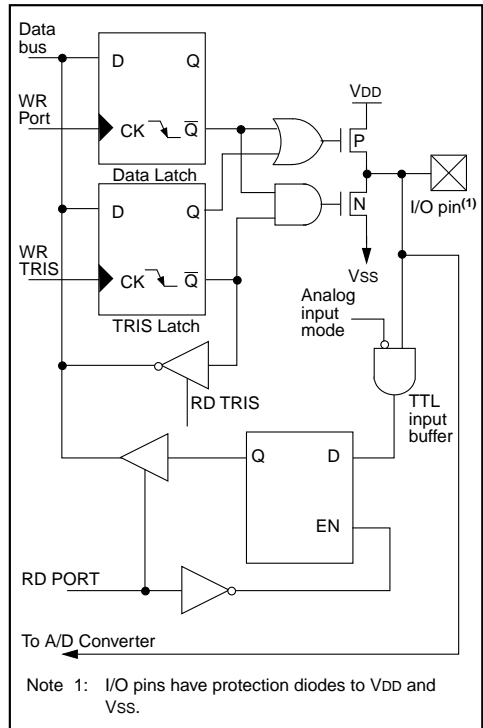 Data
bus
D
Q
VDD
WR
Port
CK
Q
P
Data Latch
I/O pin(1)
N
D
Q
WR
TRIS
CK
Q
VSS
TRIS Latch
Analog
input
mode
RD TRIS
TTL
input
buffer
Q
D
EN
RD PORT
To A/D Converter
Note 1: I/O pins have protection diodes to VDD and
VSS.